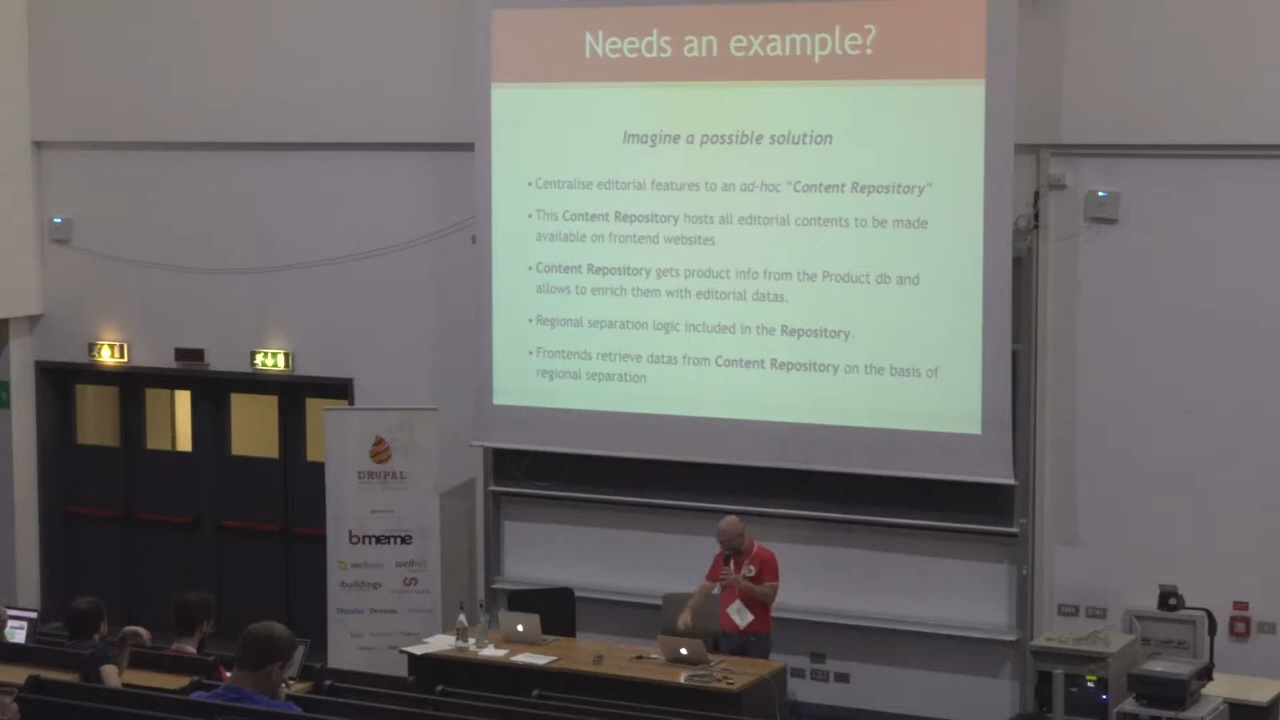 Needs an example?
Imagine a possible solution
• Centralise editorial features to an ad-hoc “Content Repository”
• This Content Repository hosts all editorial contents to be made
available on frontend websites
• Content Repository gets product info from the Product db and
allows to enrich them with editorial datas.
• Regional separation logic included in the Repository.
• Frontends retrieve datas from Content Repository on the basis of
regional separation
DRUPAL
bmeme
wellnet
ibuildings